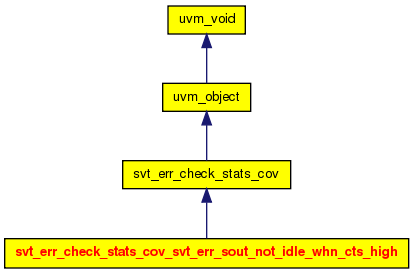 uvm_void
uvm_object
svt_err_check_stats_cov
svt_err_check_stats_cov_svt_err_sout_not_idle_whn_cts_high